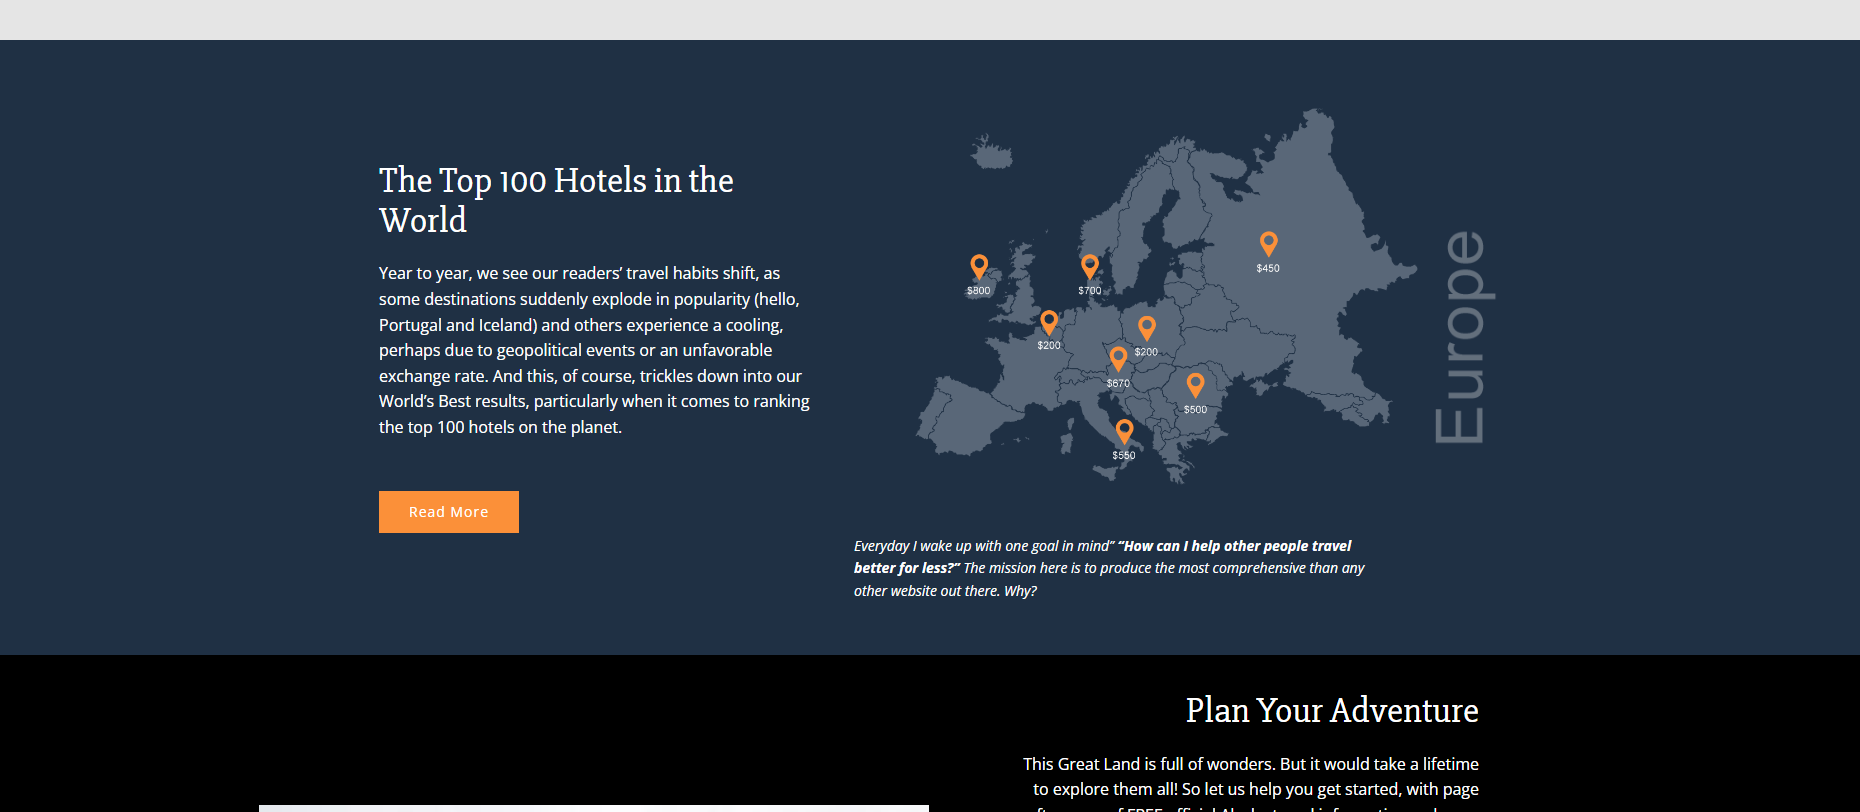 The Top 100 Hotels in the
World
Year to year, we see our readers’ travel habits shift, as
some destinations suddenly explode in popularity (hello,
Portugal and Iceland) and others experience a cooling,
perhaps due to geopolitical events or an unfavorable
exchange rate. And this, of course, trickles down into our
World’s Best results, particularly when it comes to ranking
the top 100 hotels on the planet.
Read More
$450
$800
$700
$200
$200
$670
$500
$550
Europe
Everyday I wake up with one goal in mind” “How can I help other people travel
better for less?” The mission here is to produce the most comprehensive than any
other website out there. Why?
Plan Your Adventure
This Great Land is full of wonders. But it would take a lifetime
to explore them all! So let us help you get started, with page